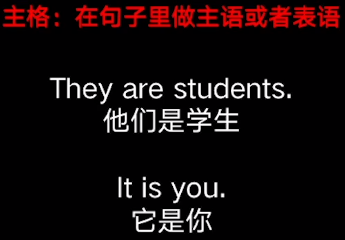 主格：在句子里做主语或者表语
They are students.
他们是学生
It is you.
它是你